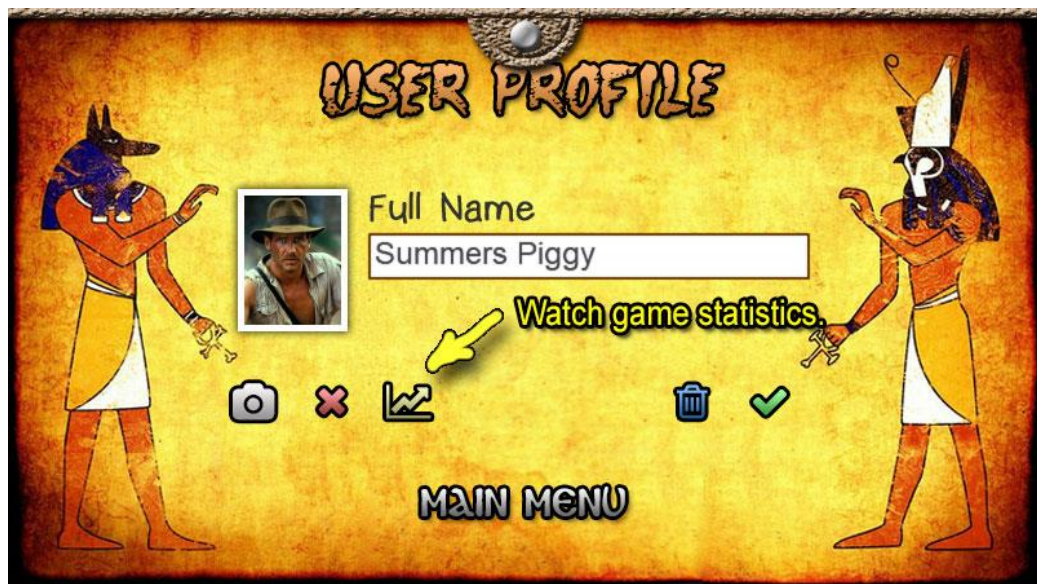 USER PROFILE
Full Name
Summers Piggy
Watch game statistics.
MAIN MENU